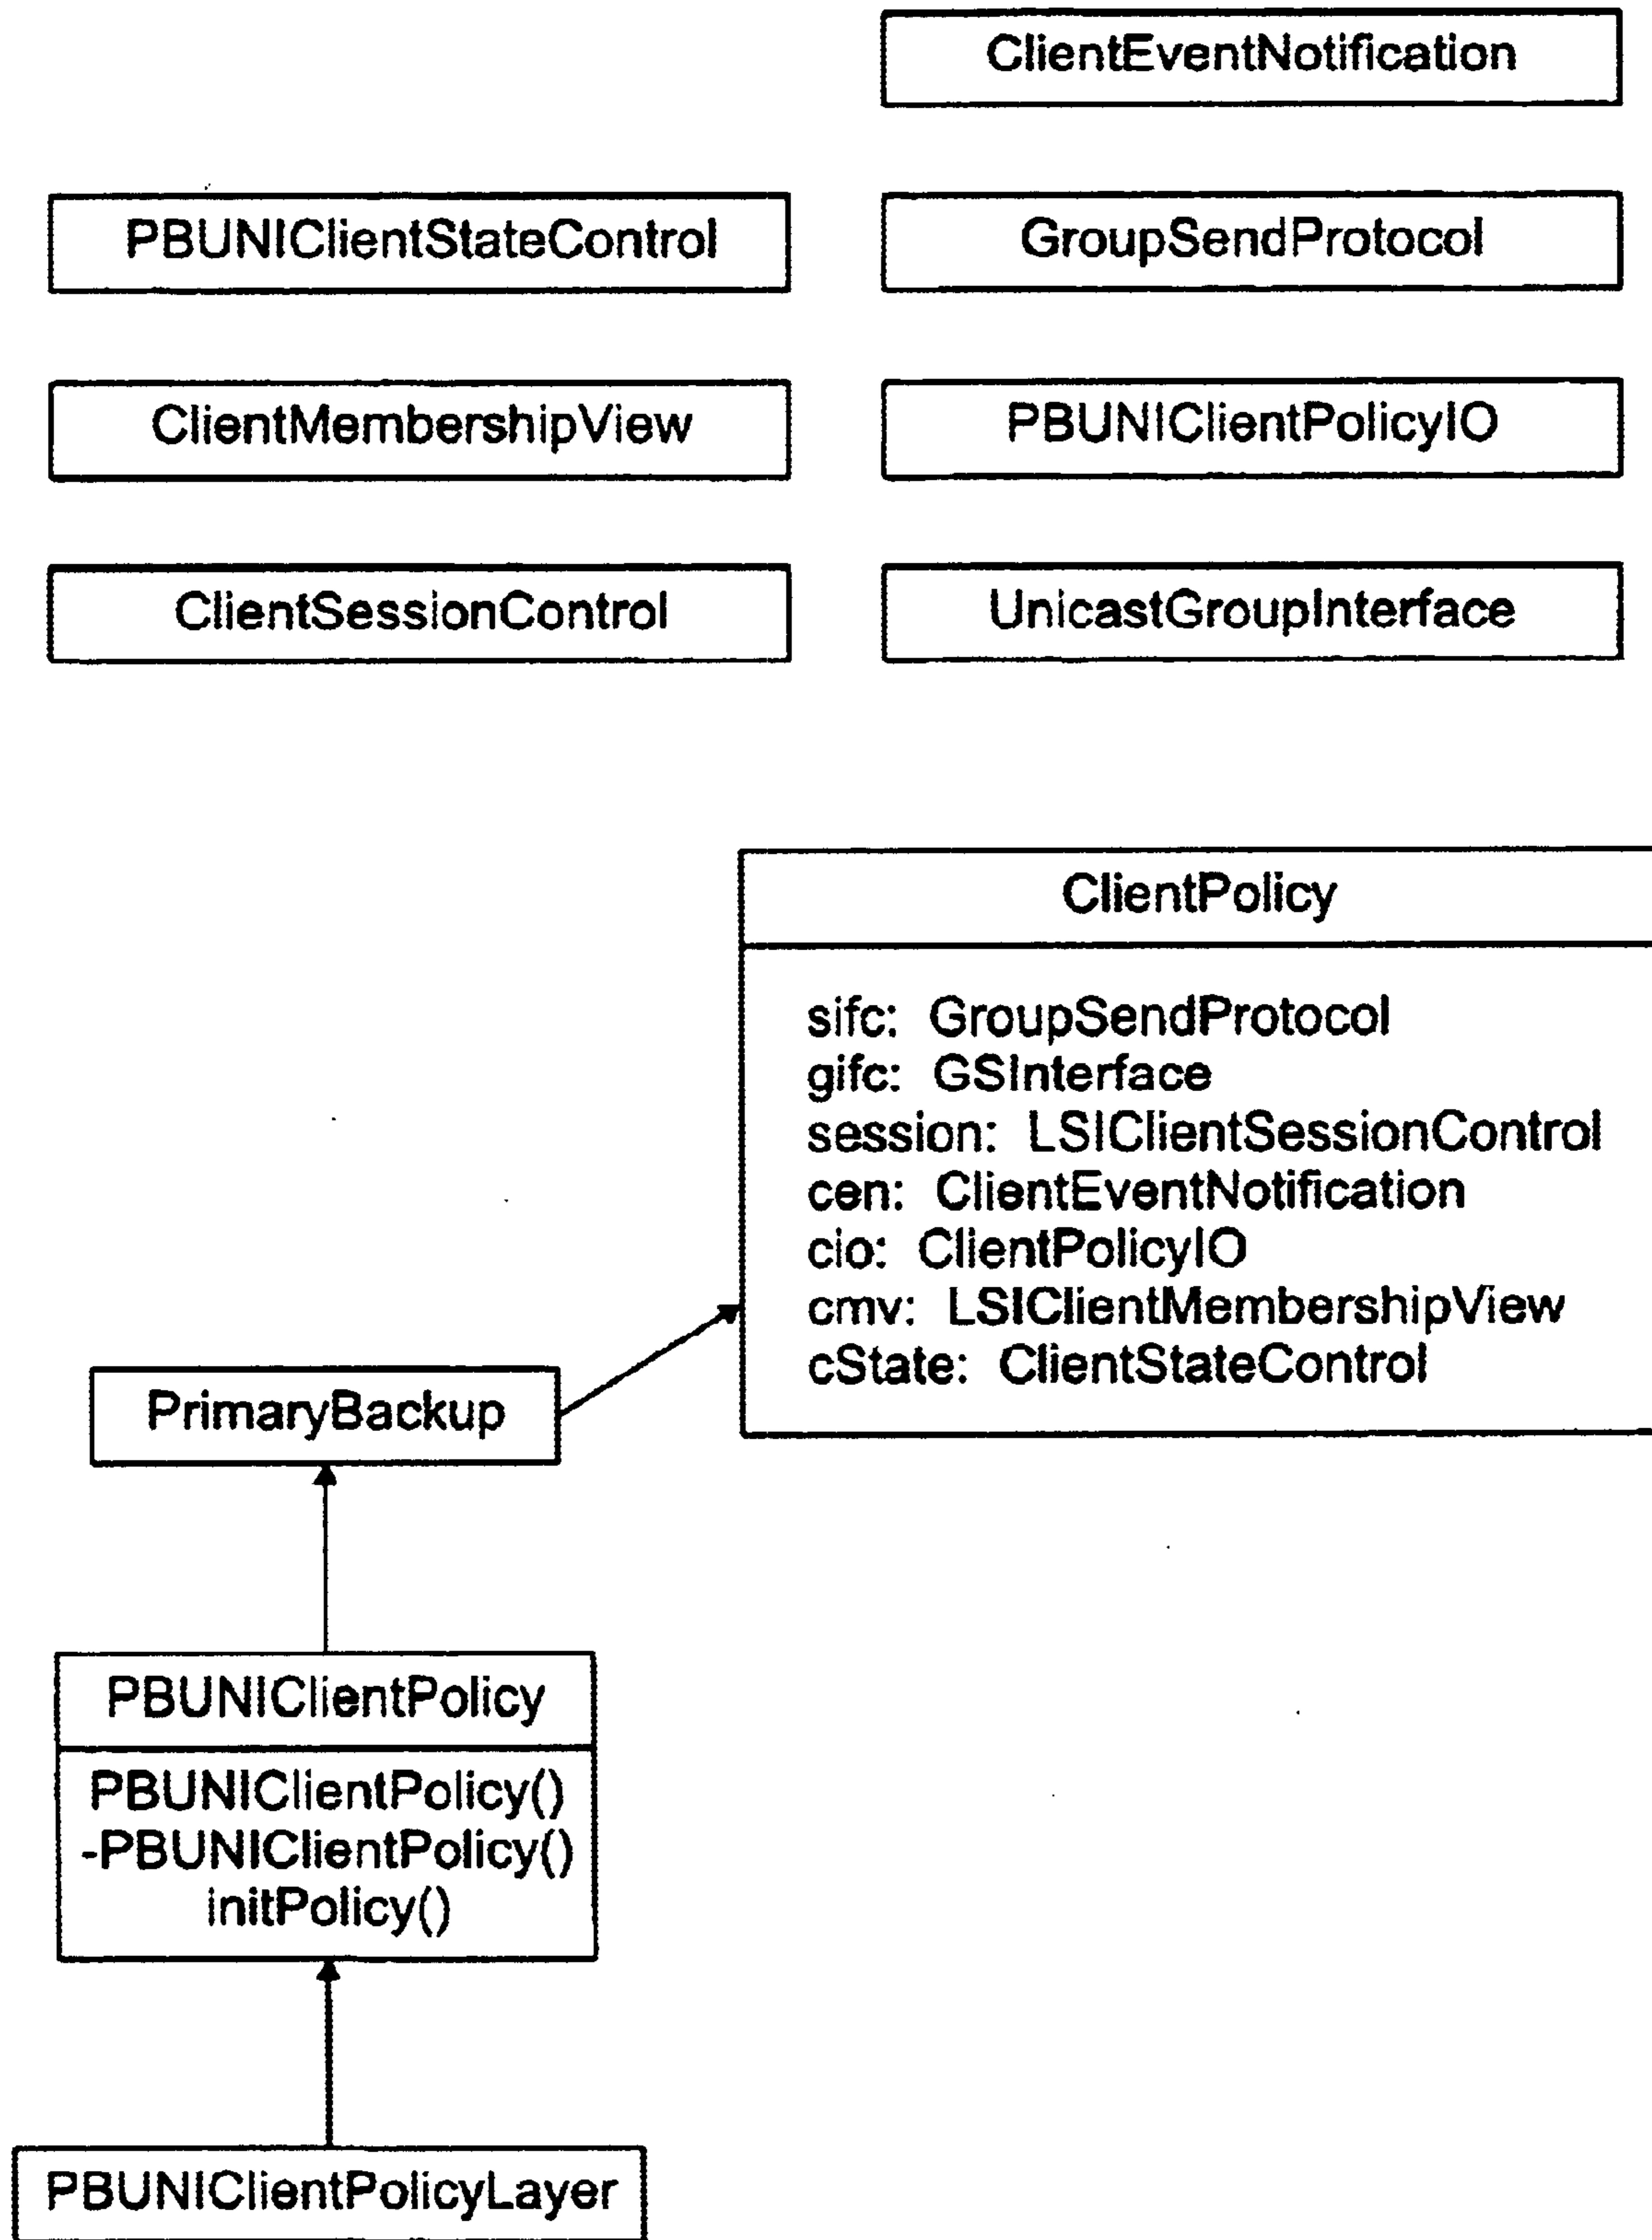 ClientEventNotification
PBUNIClientStateControl
GroupSendProtocol
ClientMembershipView
PBUNIClientPolicyIO
ClientSessionControl
UnicastGroupInterface
ClientPolicy
sifc: GroupSendProtocol
gifc: GSInterface
session: LSIClientSessionControl
cen: ClientEventNotification
cio: ClientPolicyIO
cmv: LSIClientMembershipView
cState: ClientStateControl
PrimaryBackup
PBUNIClientPolicy
PBUNIClientPolicy()
-PBUNIClientPolicy()
initPolicy()
PBUNIClientPolicyLayer